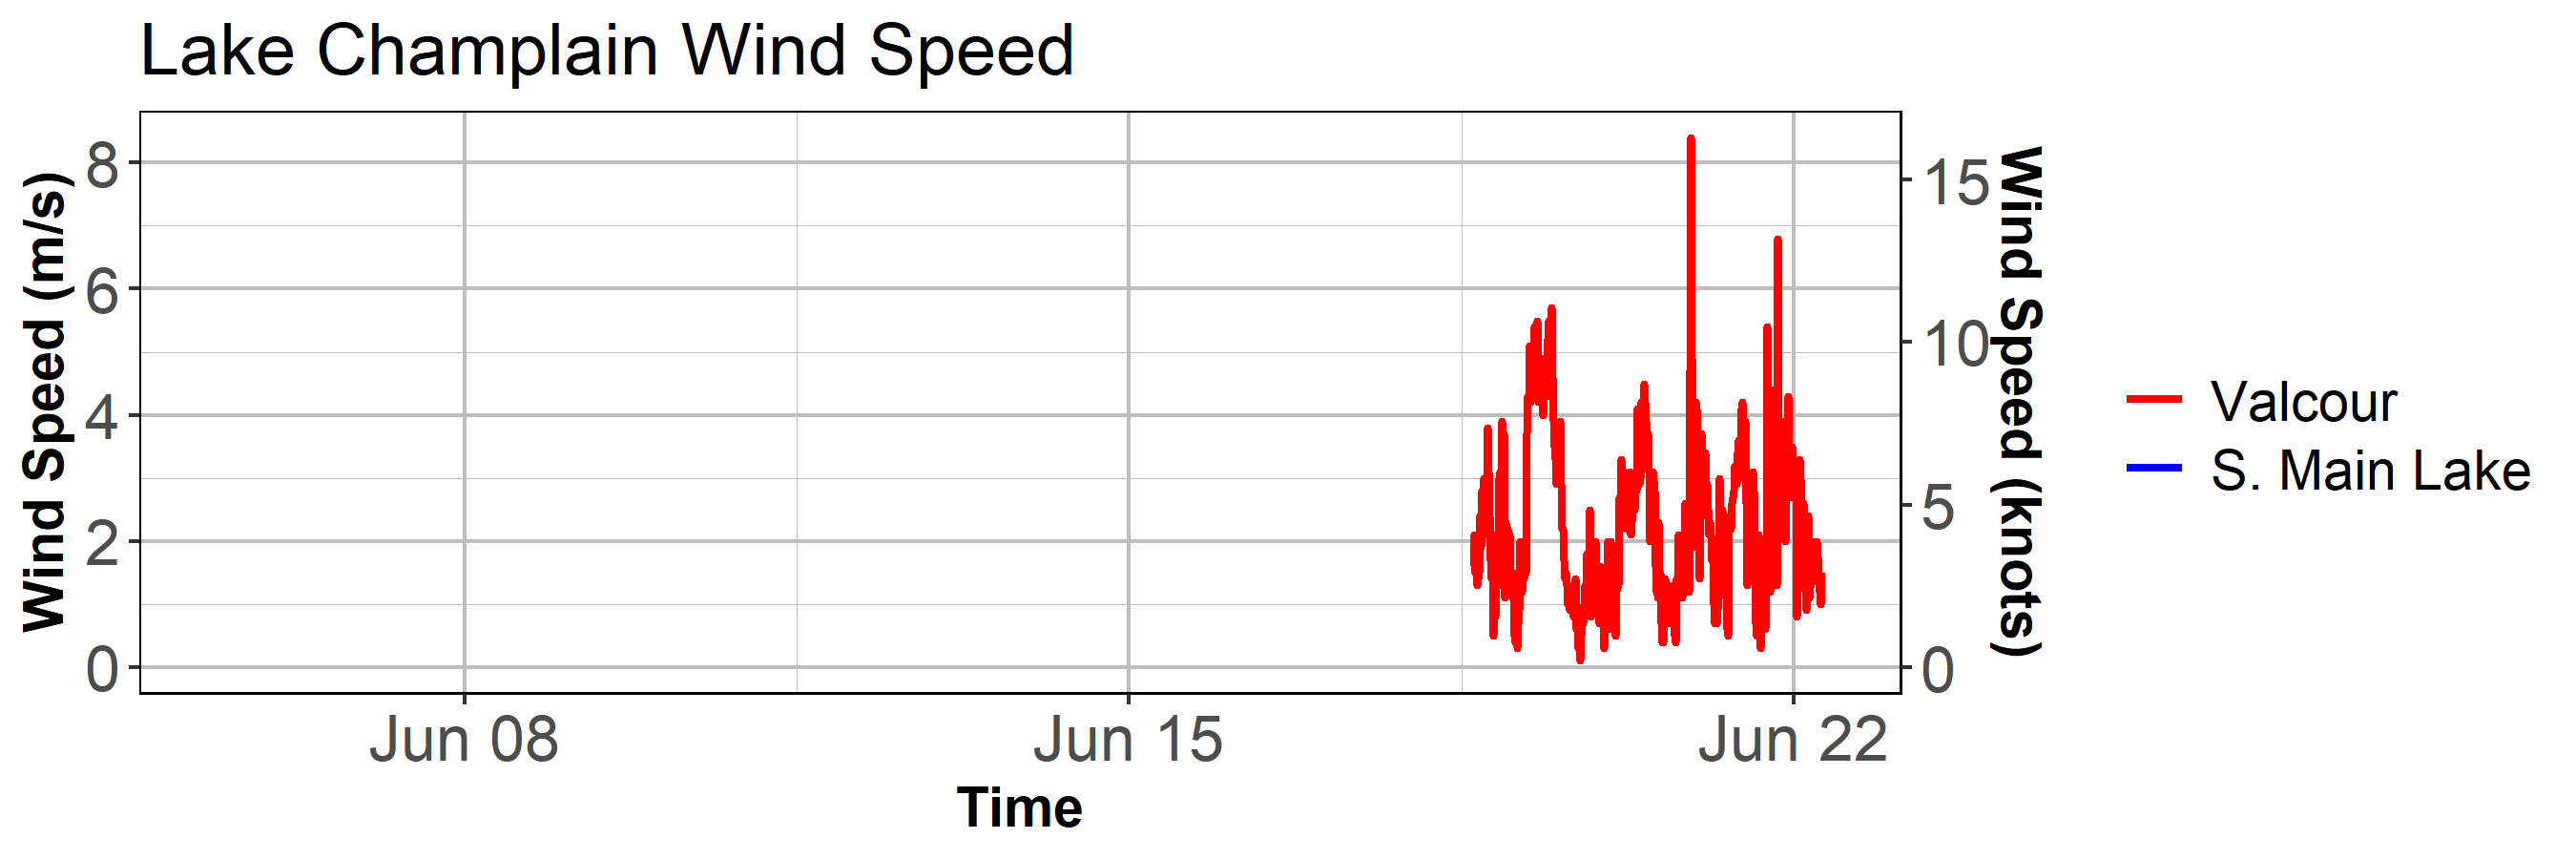 Lake Champlain Wind Speed
Wind Speed (m/s)
8
6
4
2
0
15
10
5
0
Wind Speed (knots)
Jun 08
Jun 15
Jun 22
Time
Valcour
S. Main Lake